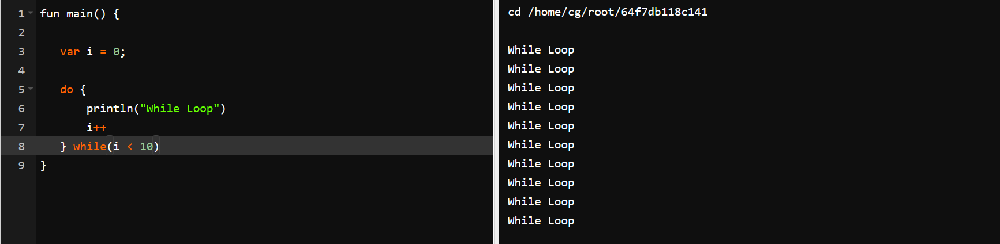 1 fun main() {
2
3 var i = 0;
4
5 do {
6 println("While Loop")
7 i++
8 } while(i < 10)
9 }
cd /home/cg/root/64f7db118c141
While Loop
While Loop
While Loop
While Loop
While Loop
While Loop
While Loop
While Loop
While Loop
While Loop